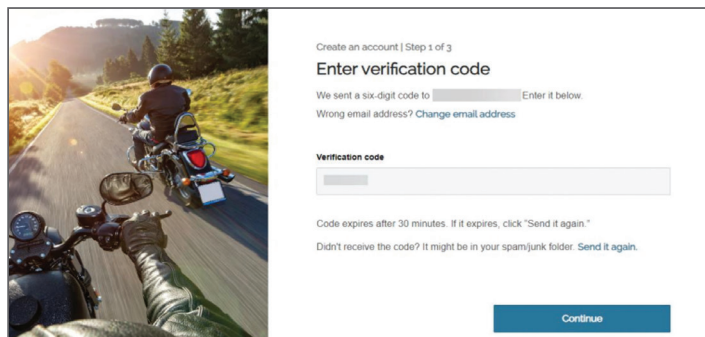 Create an account | Step 1 of 3
Enter verification code
We sent a six-digit code to Enter it below.
Wrong email address? Change email address
Verification code
Code expires after 30 minutes. If it expires, click "Send it again."
Didn't receive the code? It might be in your spam/junk folder. Send it again.
Continue